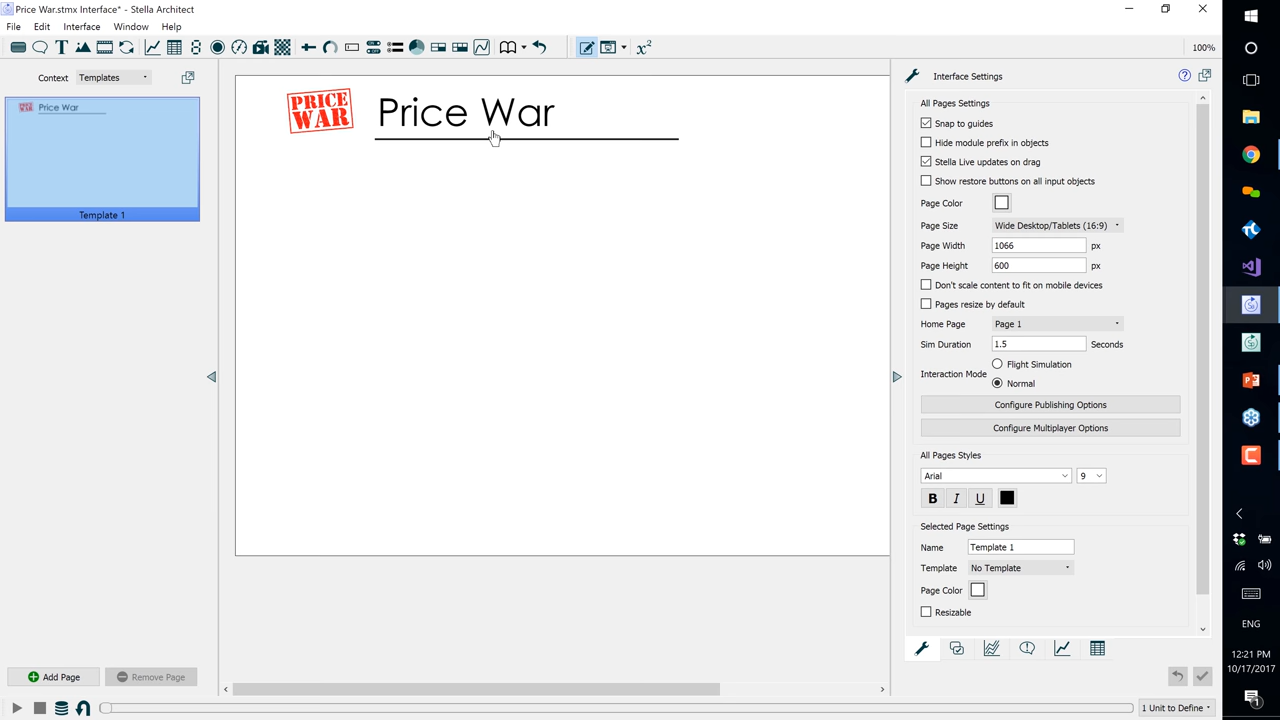 Price War.stmx Interface* - Stella Architect
File Edit Interface Window Help
100%
Context Templates
Price War
Template 1
Add Page
Remove Page
PRICE WAR
Price War
Interface Settings
All Pages Settings
Snap to guides
Hide module prefix in objects
Stella Live updates on drag
Show restore buttons on all input objects
Page Color
Page Size Wide Desktop/Tablets (16:9)
Page Width 1066 px
Page Height 600 px
Don't scale content to fit on mobile devices
Pages resize by default
Home Page Page 1
Sim Duration 1.5 Seconds
Interaction Mode Flight Simulation
Normal
Configure Publishing Options
Configure Multiplayer Options
All Pages Styles
Arial 9
B I U
Selected Page Settings
Name Template 1
Template No Template
Page Color
Resizable
1 Unit to Define
ENG
12:21 PM
10/17/2017